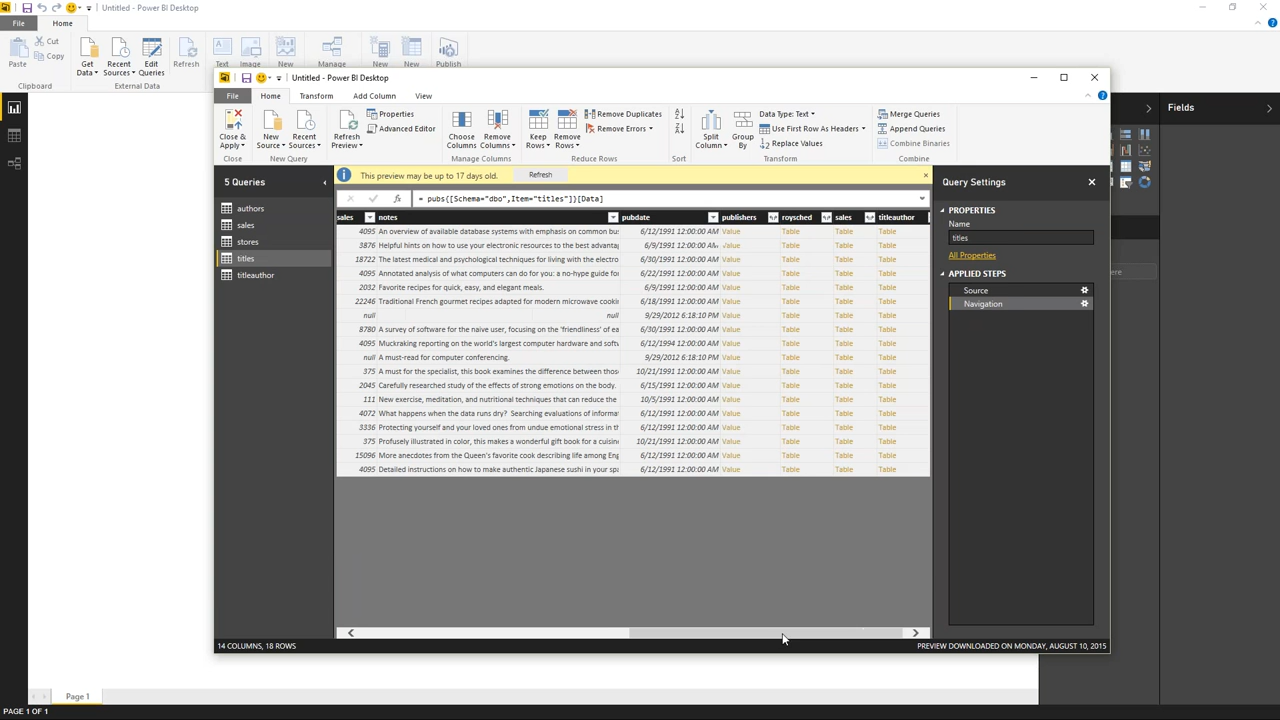 Untitled - Power BI Desktop
File
Home
Paste
Cut
Copy
Clipboard
Get Data
Recent Sources
Edit Queries
External Data
Refresh
Text
Image
New
Manage
New
New
Publish
Untitled - Power BI Desktop
File
Home
Transform
Add Column
View
Close & Apply
Close
New Source
Recent Sources
New Query
Refresh Preview
Properties
Advanced Editor
Choose Columns
Remove Columns
Manage Columns
Keep Rows
Remove Rows
Remove Duplicates
Remove Errors
Reduce Rows
Sort
Split Column
Group By
Data Type: Text
Use First Row As Headers
Replace Values
Transform
Merge Queries
Append Queries
Combine Binaries
Combine
Fields
5 Queries
authors
sales
stores
titles
titleauthor
This preview may be up to 17 days old.
Refresh
fx
= pubs{[Schema="dbo",Item="titles"]}[Data]
sales notes pubdate publishers roysched sales titleauthor
4095 An overview of available database systems with emphasis on common bus 6/12/1991 12:00:00 AM Value Table Table Table
3876 Helpful hints on how to use your electronic resources to the best advantag 6/9/1991 12:00:00 AM Value Table Table Table
18722 The latest medical and psychological techniques for living with the electro 6/30/1991 12:00:00 AM Value Table Table Table
4095 Annotated analysis of what computers can do for you: a no-hype guide for 6/22/1991 12:00:00 AM Value Table Table Table
2032 Favorite recipes for quick, easy, and elegant meals. 6/9/1991 12:00:00 AM Value Table Table Table
22246 Traditional French gourmet recipes adapted for modern microwave cookin 6/18/1991 12:00:00 AM Value Table Table Table
null null 9/29/2012 6:18:10 PM Value Table Table Table
8780 A survey of software for the naive user, focusing on the 'friendliness' of ea 6/30/1991 12:00:00 AM Value Table Table Table
4095 Muckraking reporting on the world's largest computer hardware and softw 6/12/1994 12:00:00 AM Value Table Table Table
null A must-read for computer conferencing. 9/29/2012 6:18:10 PM Value Table Table Table
375 A must for the specialist, this book examines the difference between those 10/21/1991 12:00:00 AM Value Table Table Table
2045 Carefully researched study of the effects of strong emotions on the body. 6/15/1991 12:00:00 AM Value Table Table Table
111 New exercise, meditation, and nutritional techniques that can reduce the 10/5/1991 12:00:00 AM Value Table Table Table
4072 What happens when the data runs dry? Searching evaluations of informat 6/12/1991 12:00:00 AM Value Table Table Table
3336 Protecting yourself and your loved ones from undue emotional stress in th 6/12/1991 12:00:00 AM Value Table Table Table
375 Profusely illustrated in color, this makes a wonderful gift book for a cuisin 10/21/1991 12:00:00 AM Value Table Table Table
15096 More anecdotes from the Queen's favorite cook describing life among Eng 6/12/1991 12:00:00 AM Value Table Table Table
4095 Detailed instructions on how to make authentic Japanese sushi in your spa 6/12/1991 12:00:00 AM Value Table Table Table
Query Settings
PROPERTIES
Name
titles
All Properties
APPLIED STEPS
Source
Navigation
14 COLUMNS, 18 ROWS
PREVIEW DOWNLOADED ON MONDAY, AUGUST 10, 2015
Page 1
PAGE 1 OF 1